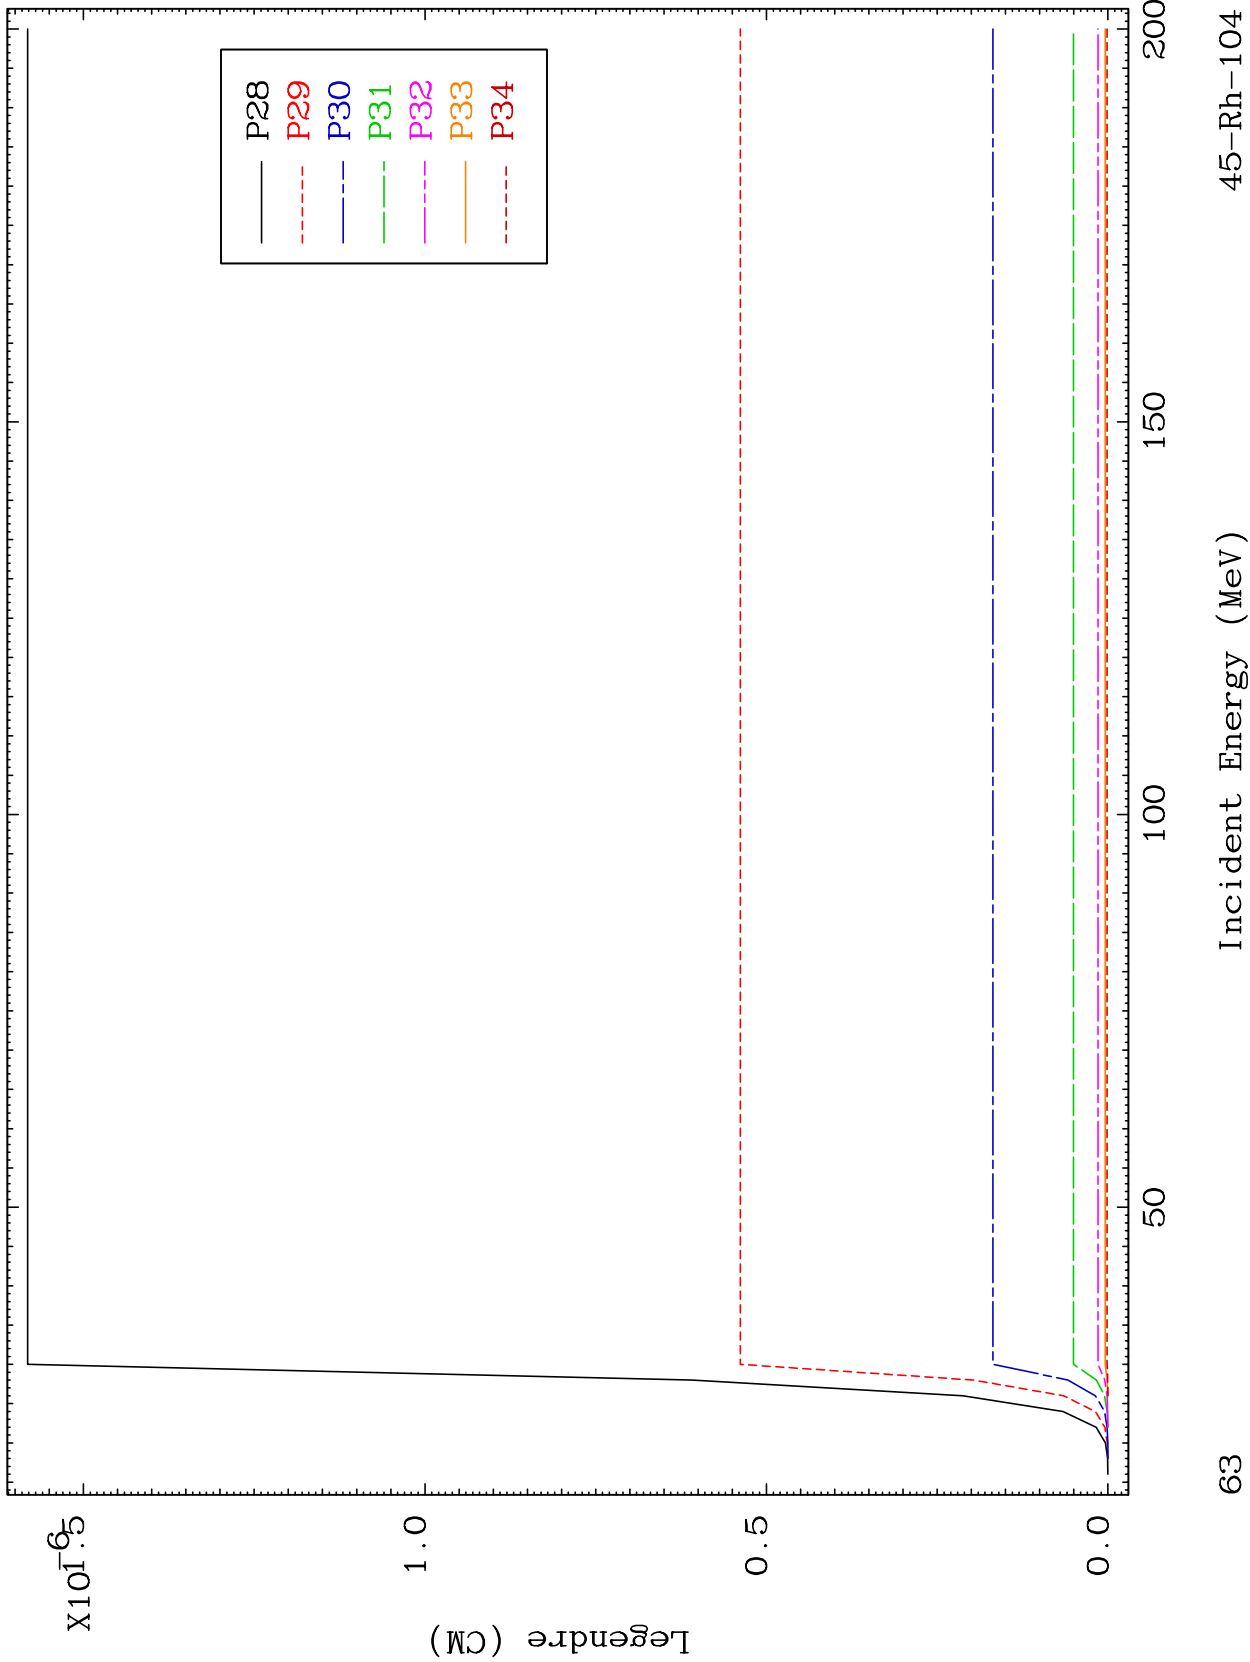 X10-6
1.5
1.0
0.5
0.0
Legendre (CM)
P28
P29
P30
P31
P32
P33
P34
50
100
150
200
Incident Energy (MeV)
63
45-Rh-104